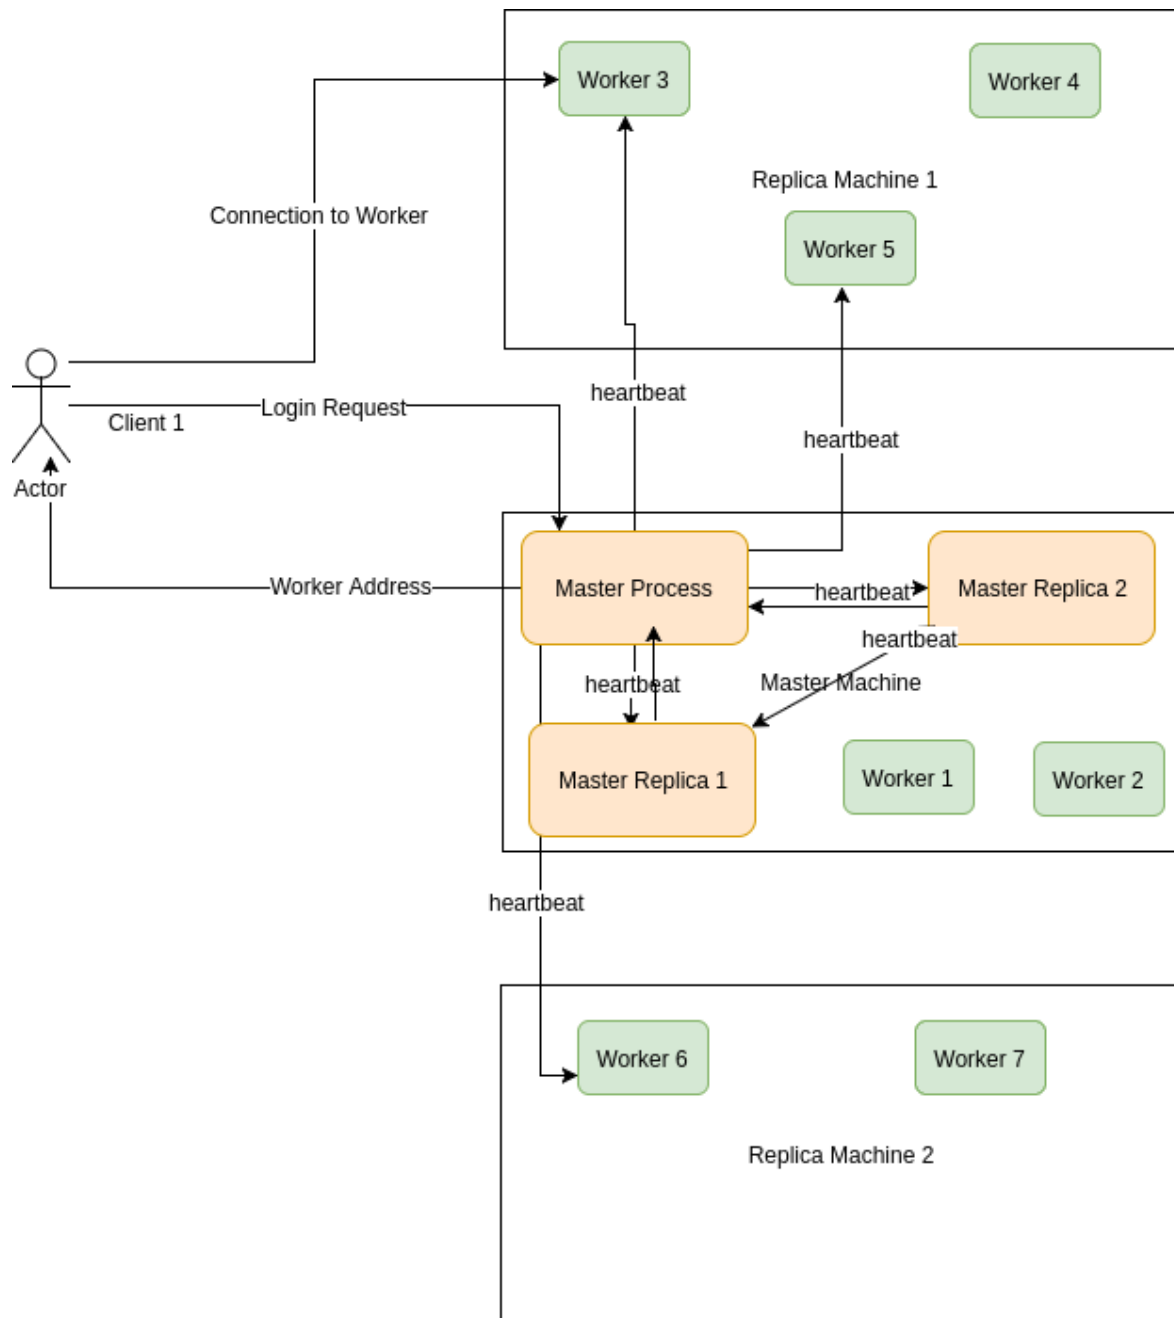 Worker 3
Worker 4
Replica Machine 1
Connection to Worker
Worker 5
heartbeat
Login Request
Client 1
heartbeat
Actor
Worker Address
Master Process
heartbeat
Master Replica 2
heartbeat
heartbeat
Master Machine
Master Replica 1
Worker 1
Worker 2
heartbeat
Worker 6
Worker 7
Replica Machine 2